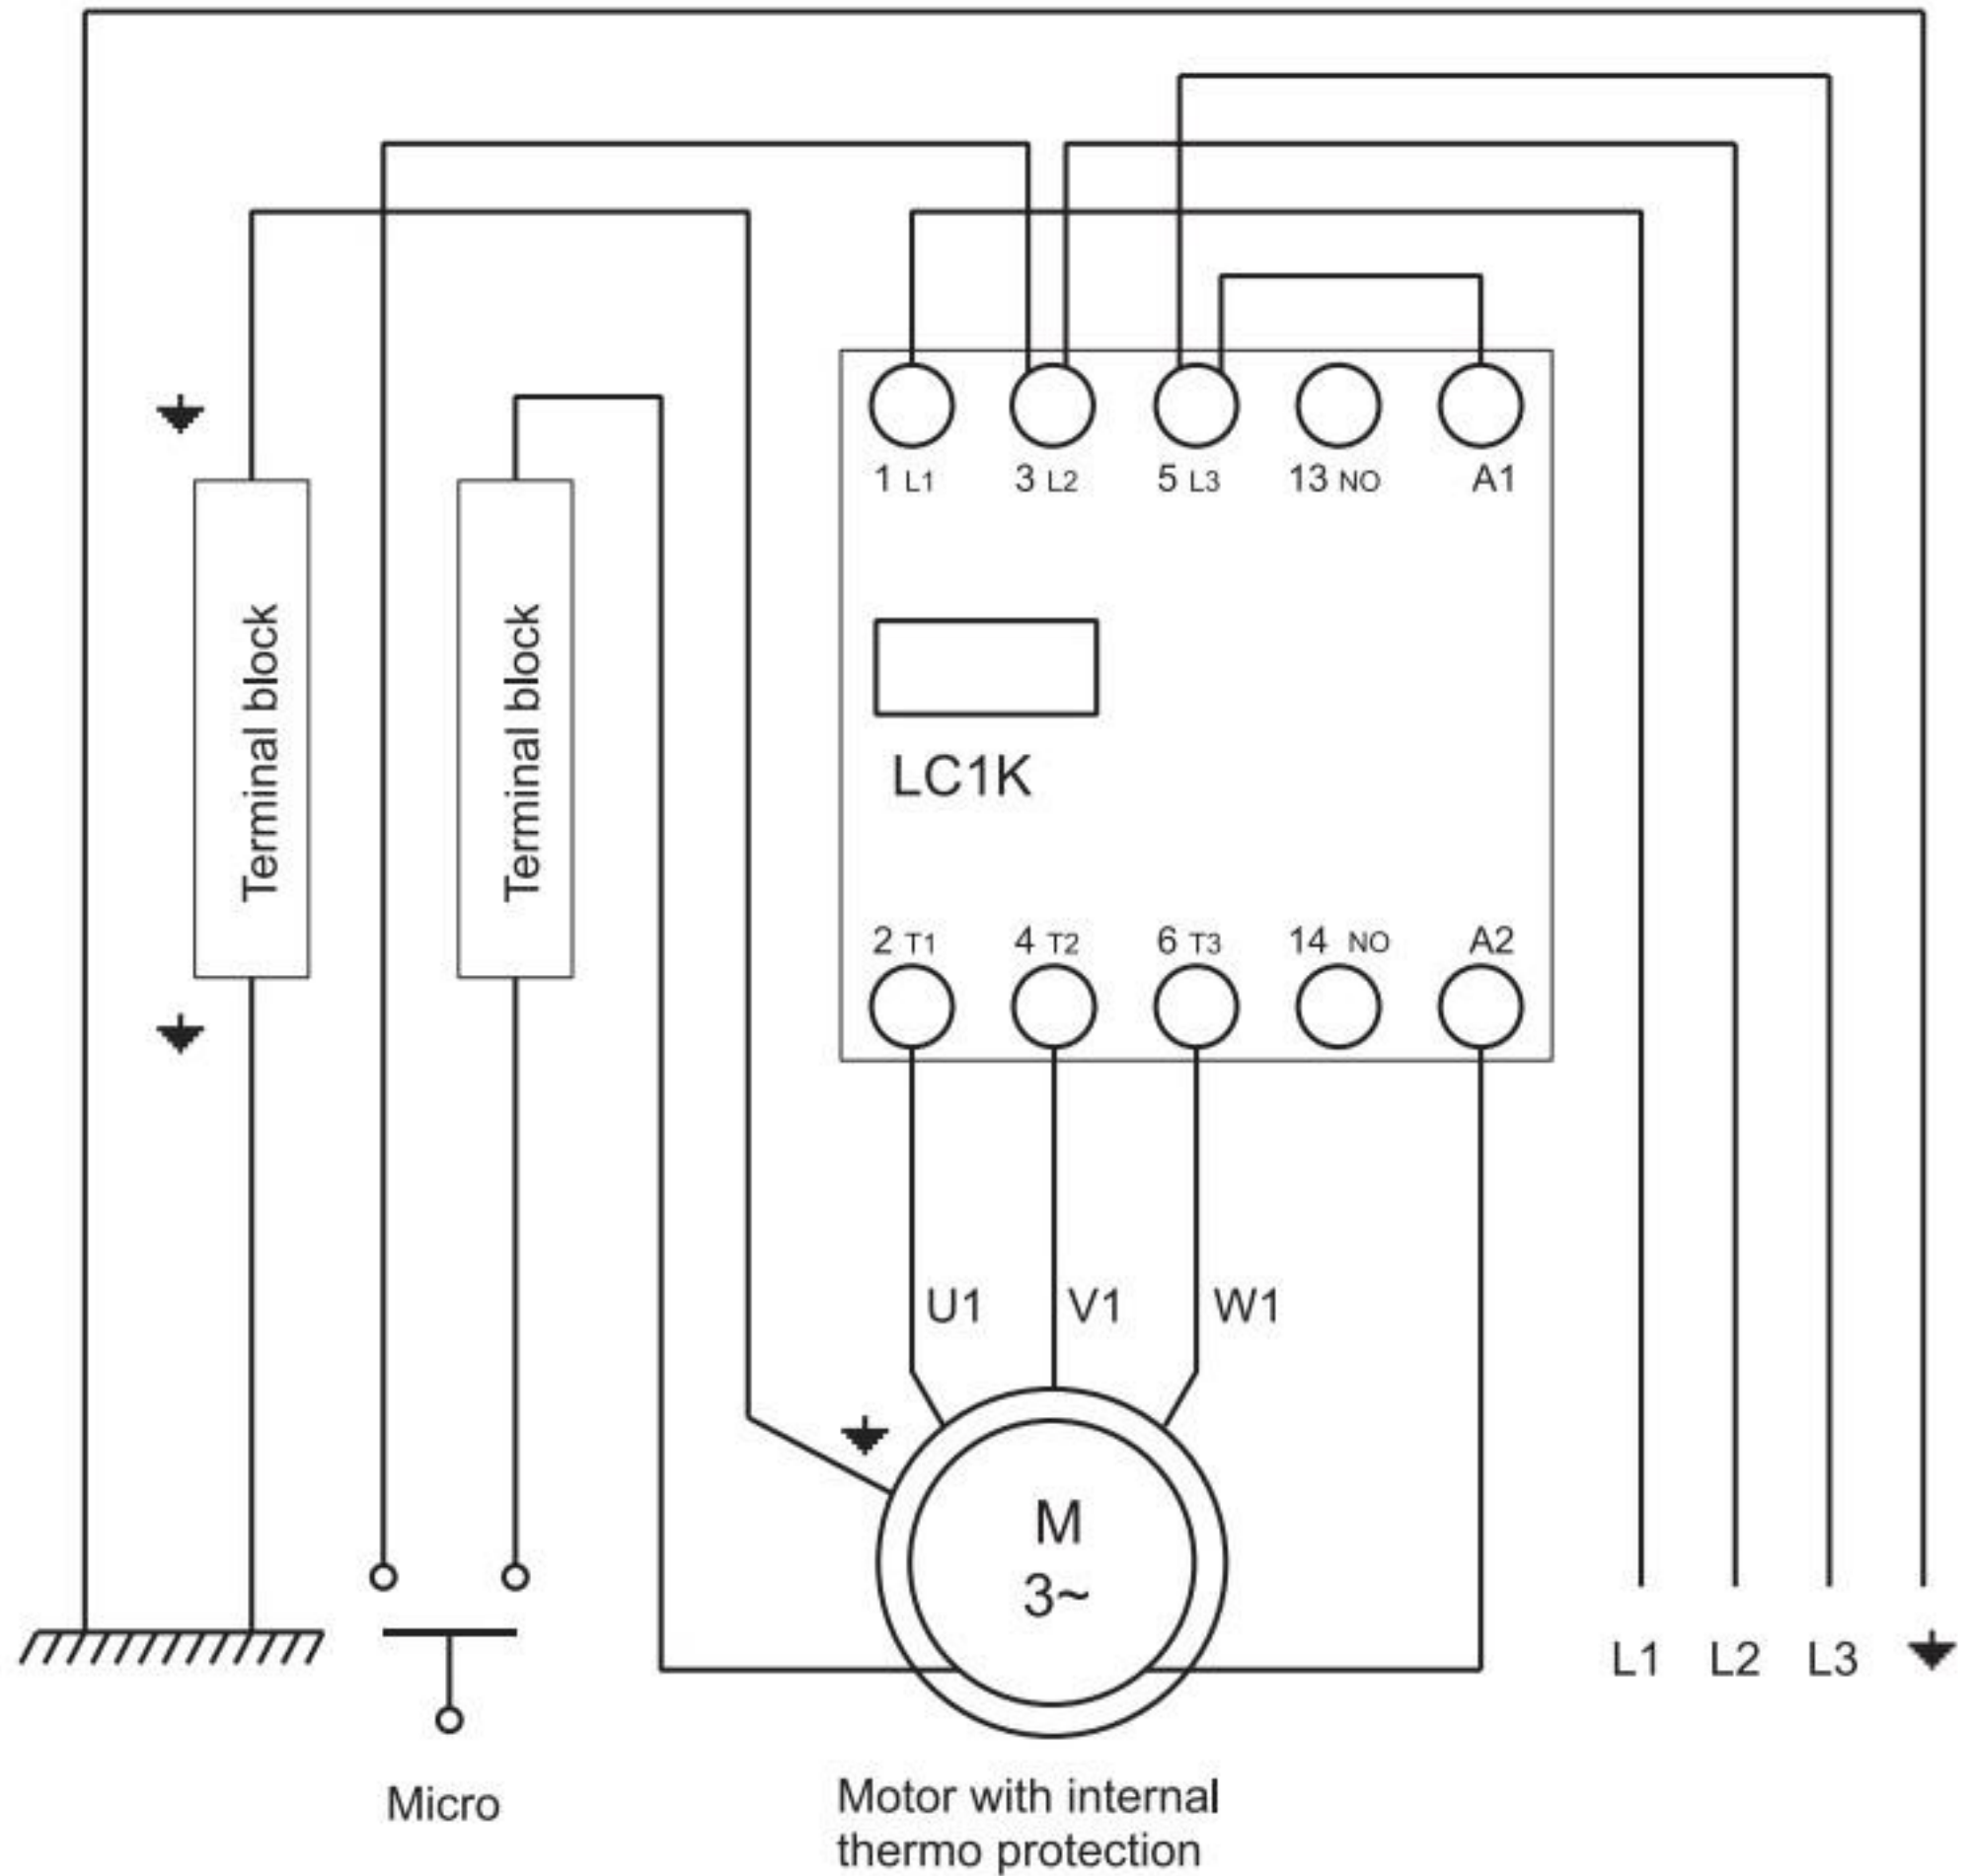 1 L1
3 L2
5 L3
13 NO
A1
Terminal block
Terminal block
LC1K
2 T1
4 T2
6 T3
14 NO
A2
U1
V1
W1
M
3~
L1
L2
L3
Micro
Motor with internal
thermo protection